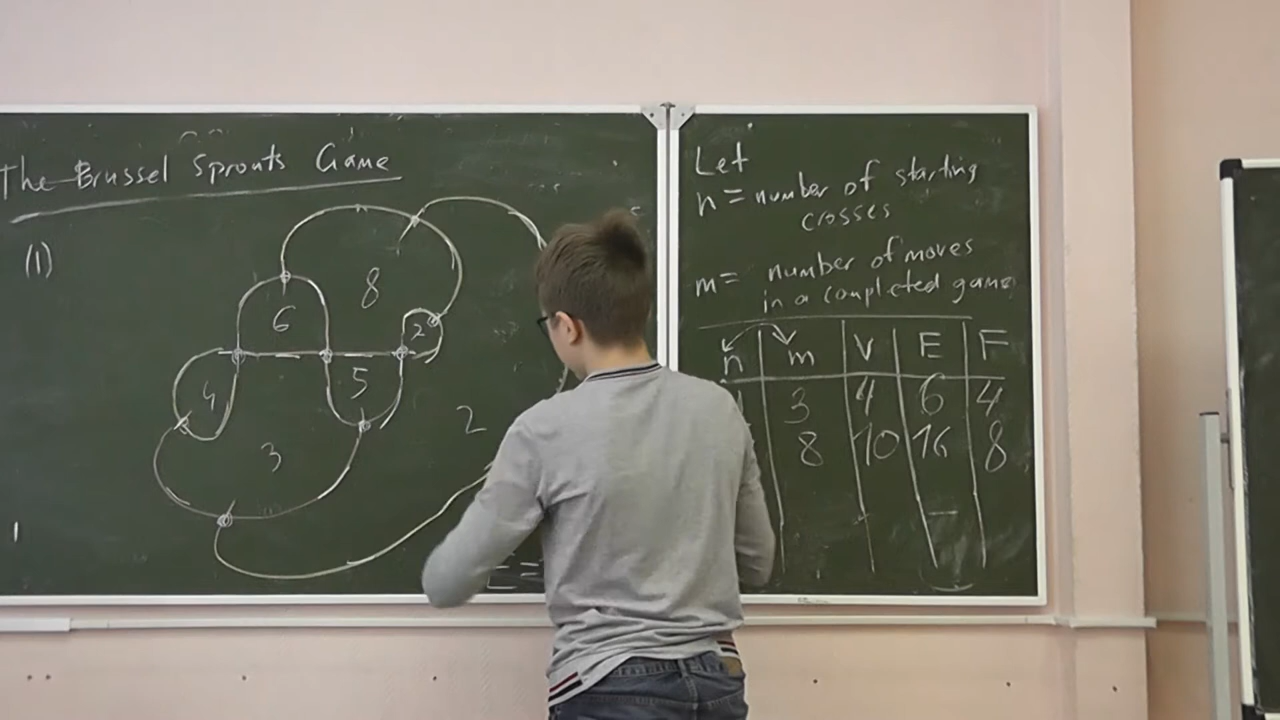 The Brussel Sprouts Game
(1)
8
6
2
5
4
2
3
Let
n = number of starting
crosses
m = number of moves
in a completed game
n m V E F
3 4 6 4
8 10 16 8